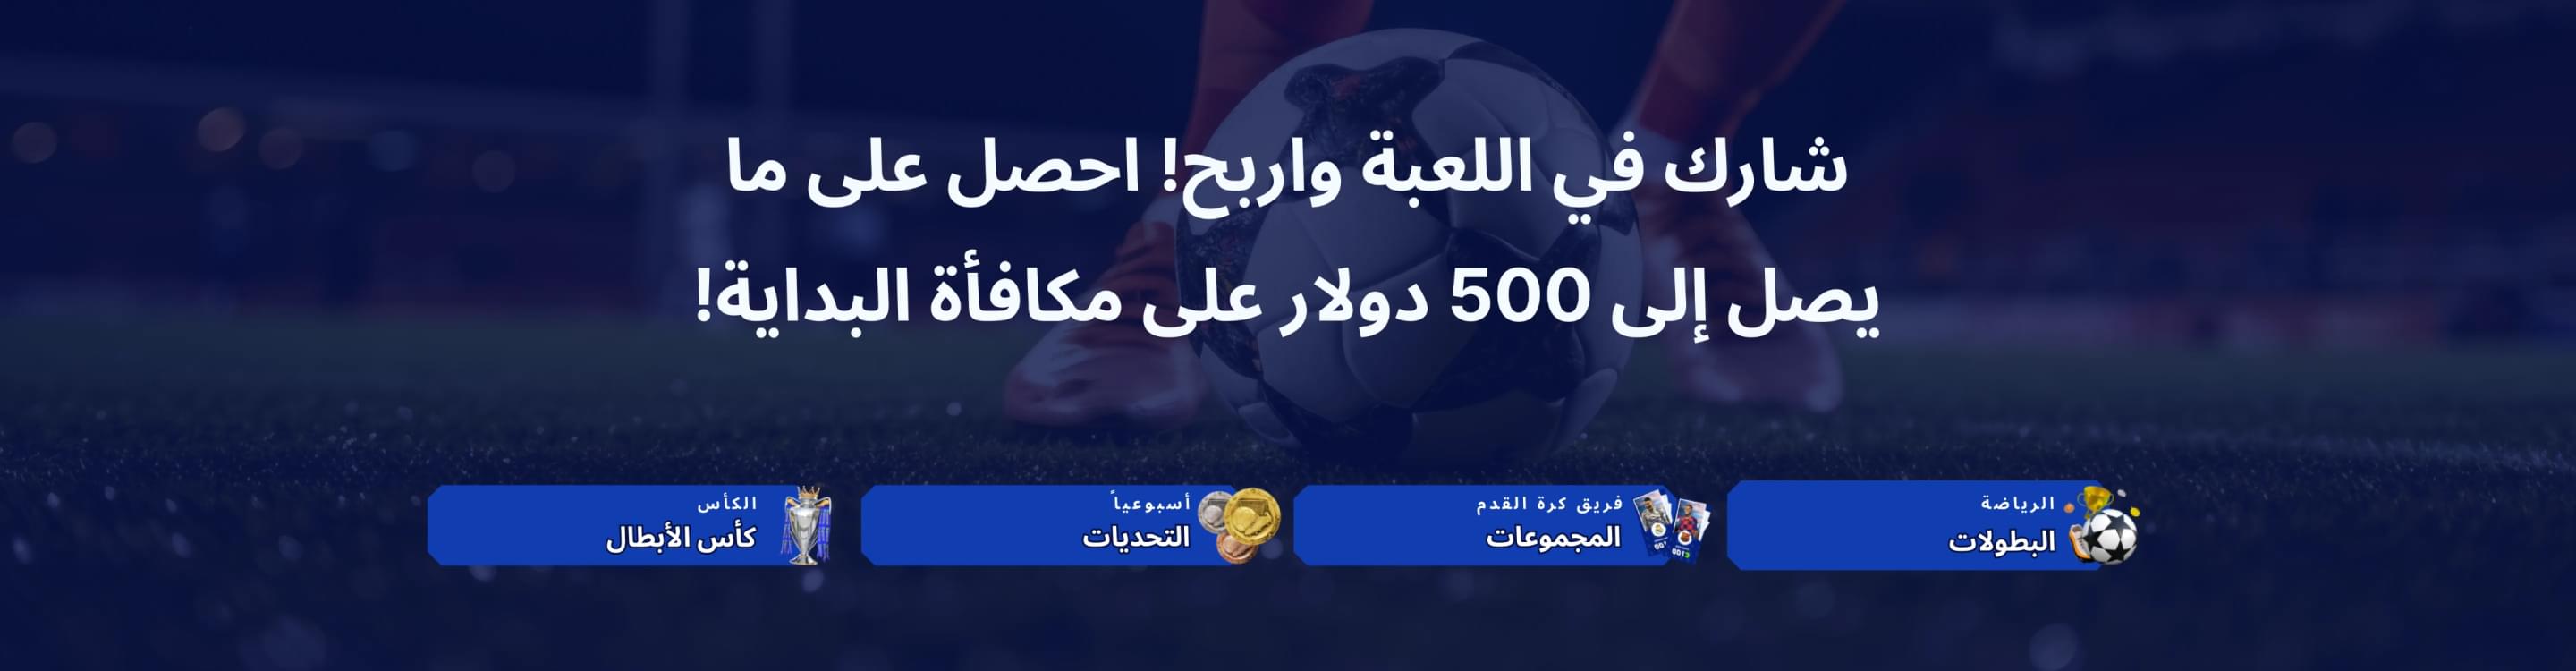 شارك في اللعبة واربح! احصل على ما
يصل إلى 500 دولار على مكافأة البداية!
الرياضة
البطولات
فريق كرة القدم
المجموعات
أسبوعياً
التحديات
الكأس
كأس الأبطال